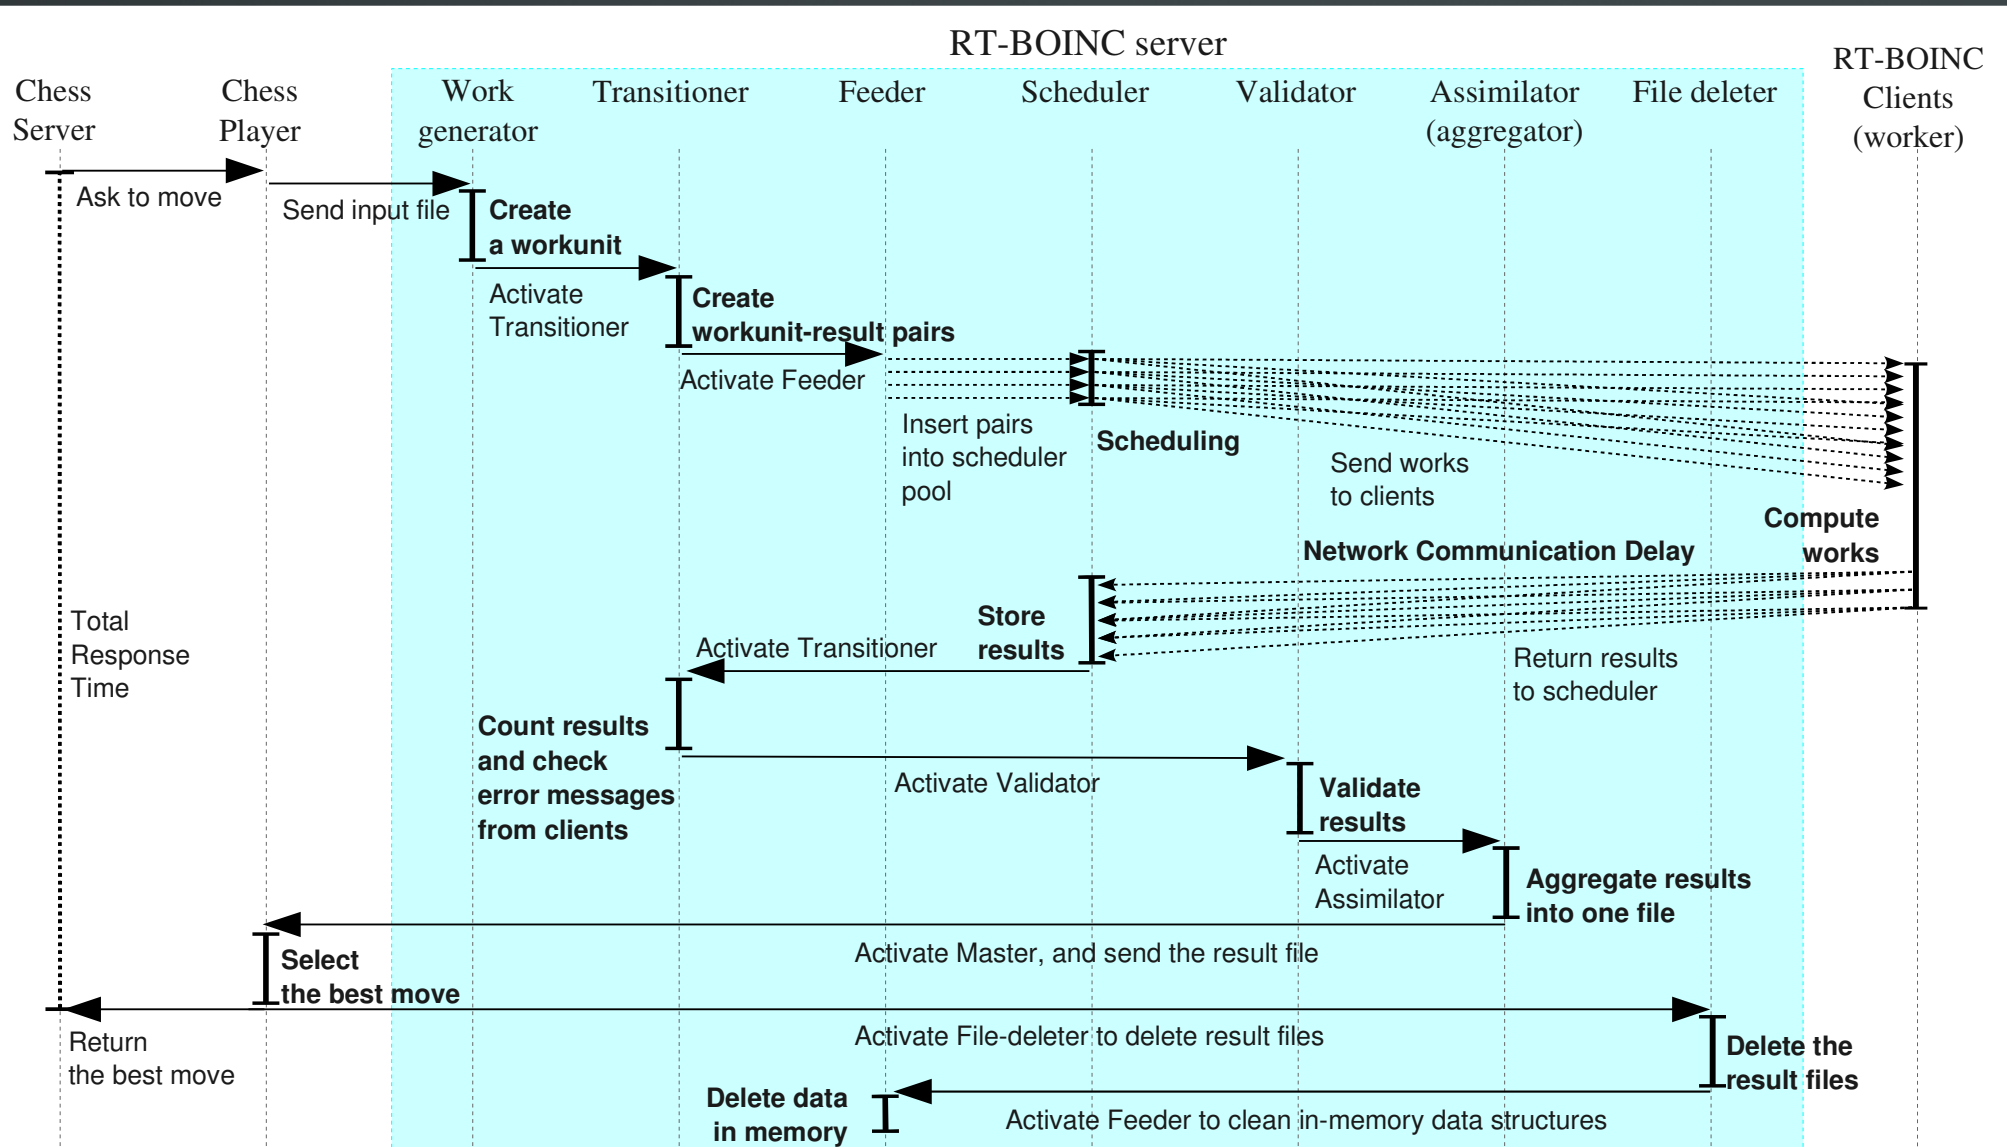 RT-BOINC server
Chess
Server
Chess
Player
Work
generator
Transitioner
Feeder
Scheduler
Validator
Assimilator
(aggregator)
File deleter
RT-BOINC
Clients
(worker)
Ask to move
Send input file
Create
a workunit
Activate
Transitioner
Create
workunit-result pairs
Activate Feeder
Insert pairs
into scheduler
pool
Scheduling
Send works
to clients
Compute
works
Network Communication Delay
Store
results
Return results
to scheduler
Total
Response
Time
Activate Transitioner
Count results
and check
error messages
from clients
Activate Validator
Validate
results
Activate
Assimilator
Aggregate results
into one file
Activate Master, and send the result file
Select
the best move
Return
the best move
Activate File-deleter to delete result files
Delete the
result files
Activate Feeder to clean in-memory data structures
Delete data
in memory